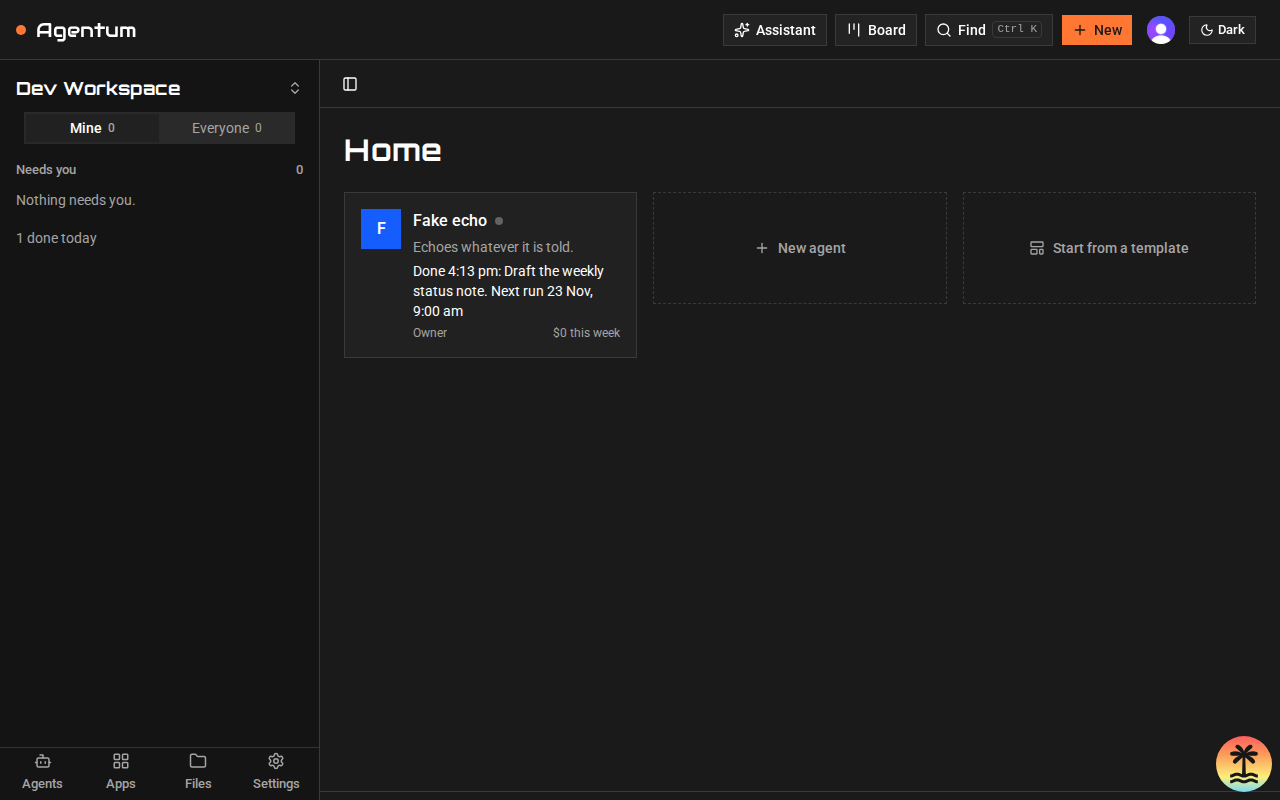 Agentum
Assistant
Board
Find Ctrl K
New
Dark
Dev Workspace
Mine 0
Everyone 0
Needs you 0
Nothing needs you.
1 done today
Agents
Apps
Files
Settings
Home
F
Fake echo
Echoes whatever it is told.
Done 4:13 pm: Draft the weekly
status note. Next run 23 Nov,
9:00 am
Owner $0 this week
New agent
Start from a template